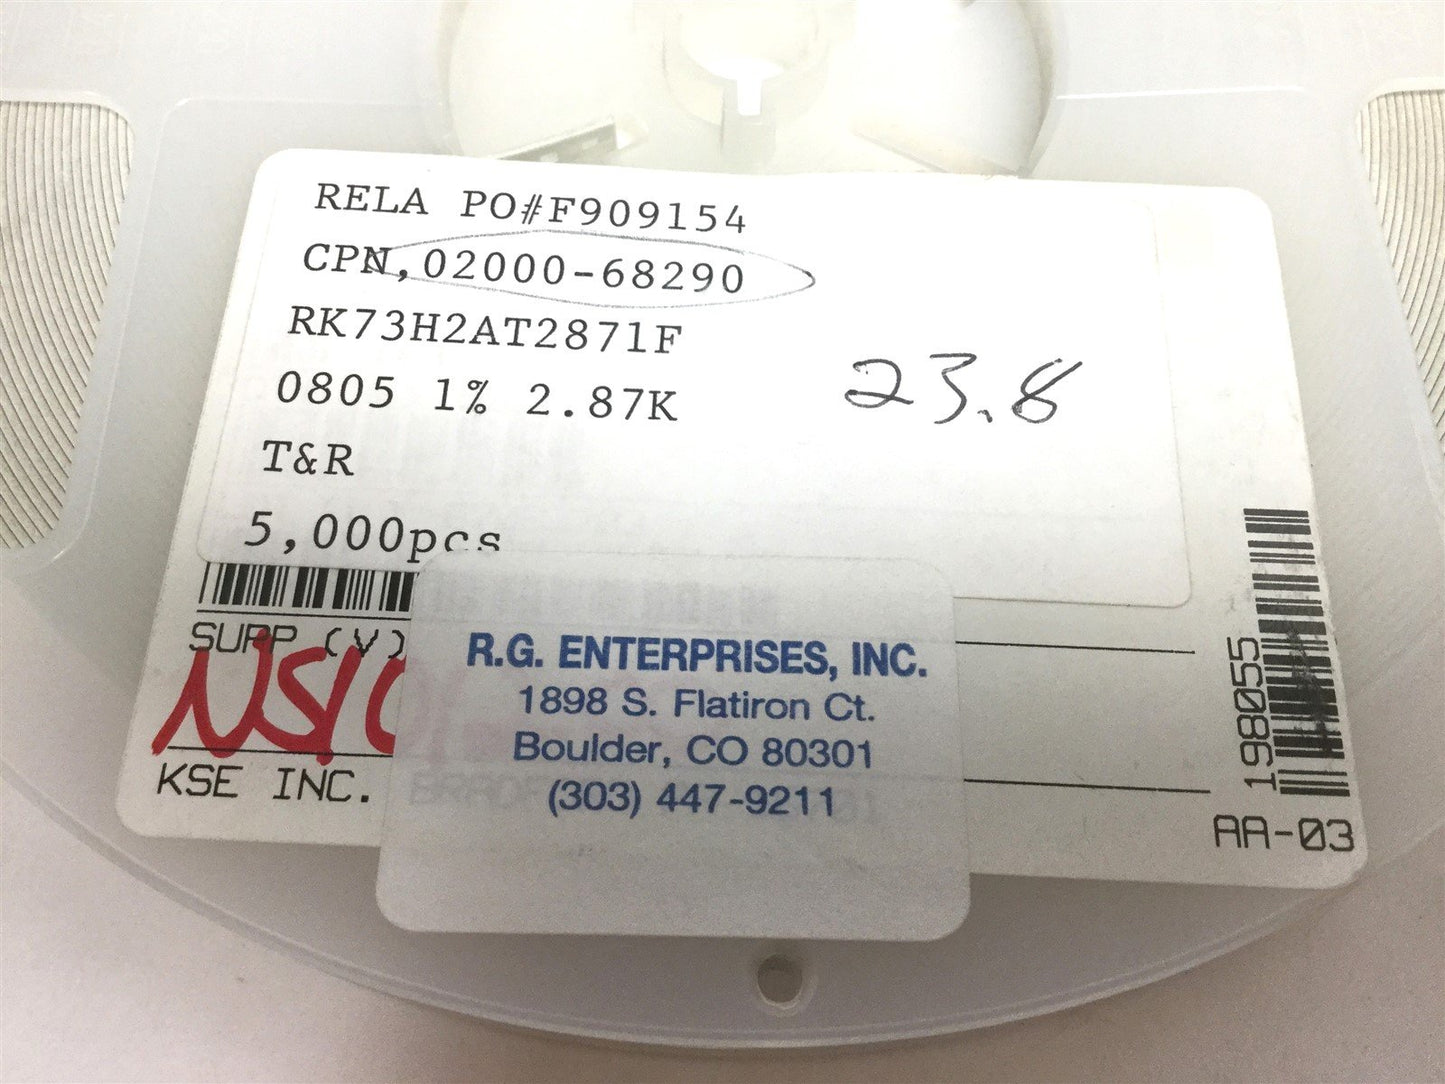 RELA PO#F909154
CPN,02000-68290
RK73H2AT2871F
0805 1% 2.87K
T&R
5,000pcs
23.8
SUPP (V)
KSE INC.
R.G. ENTERPRISES, INC.
1898 S. Flatiron Ct.
Boulder, CO 80301
(303) 447-9211
198055
AA-03